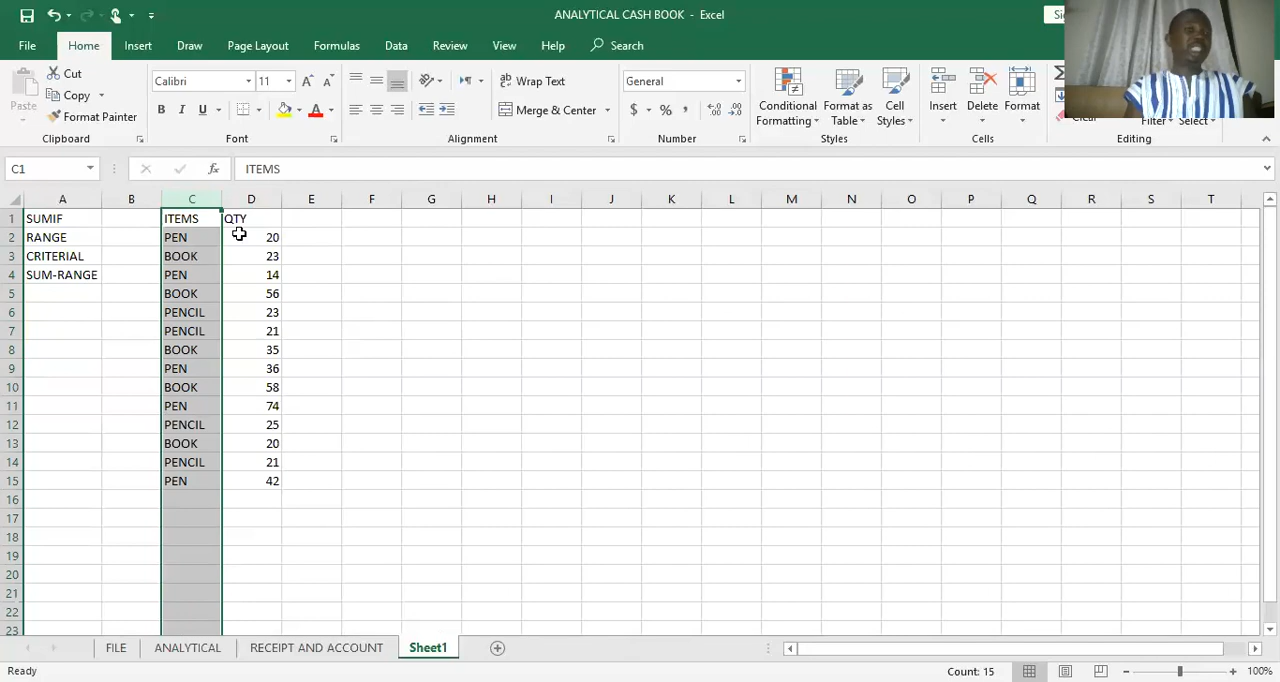 ANALYTICAL CASH BOOK - Excel
File Home Insert Draw Page Layout Formulas Data Review View Help Search
Paste Cut Copy Format Painter
Clipboard
Calibri 11
B I U
Font
Wrap Text
Merge & Center
Alignment
General
$ % ,
Number
Conditional Formatting
Format as Table
Cell Styles
Styles
Insert Delete Format
Cells
Clear
Filter Select
Editing
C1 fx ITEMS
A B C D E F G H I J K L M N O P Q R S T
1 SUMIF ITEMS QTY
2 RANGE PEN 20
3 CRITERIAL BOOK 23
4 SUM-RANGE PEN 14
5 BOOK 56
6 PENCIL 23
7 PENCIL 21
8 BOOK 35
9 PEN 36
10 BOOK 58
11 PEN 74
12 PENCIL 25
13 BOOK 20
14 PENCIL 21
15 PEN 42
16
17
18
19
20
21
22
23
FILE ANALYTICAL RECEIPT AND ACCOUNT Sheet1
Ready Count: 15 100%